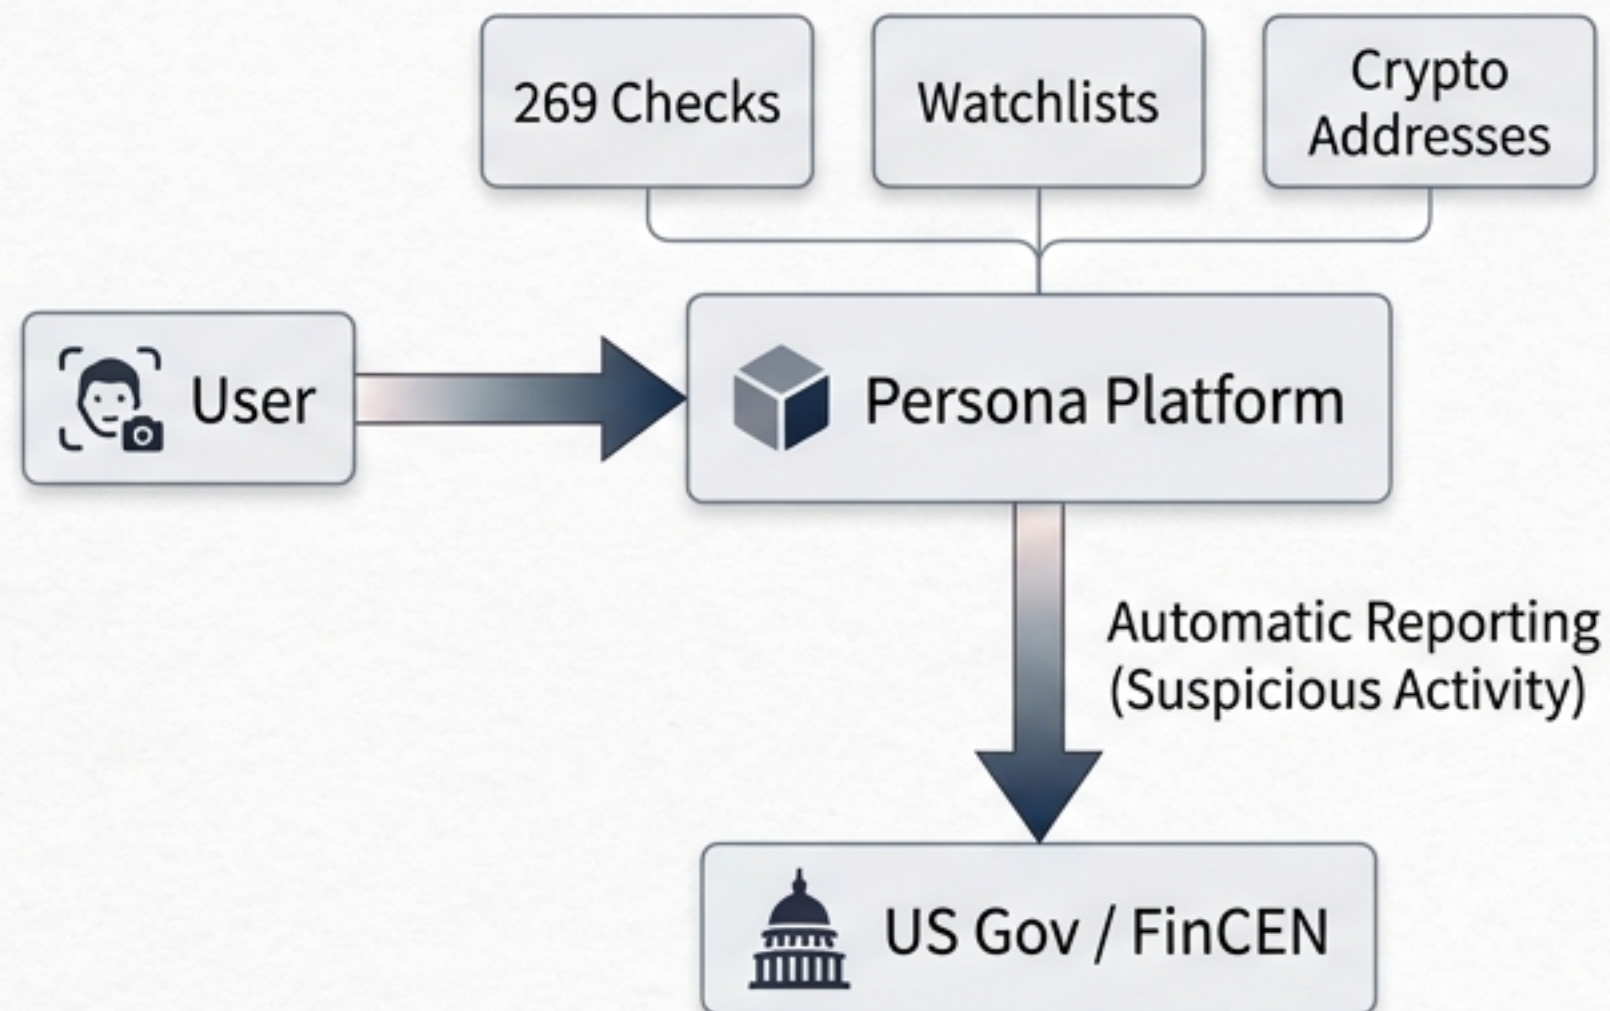 269 Checks
Watchlists
Crypto
Addresses
User
Persona Platform
Automatic Reporting
(Suspicious Activity)
US Gov / FinCEN